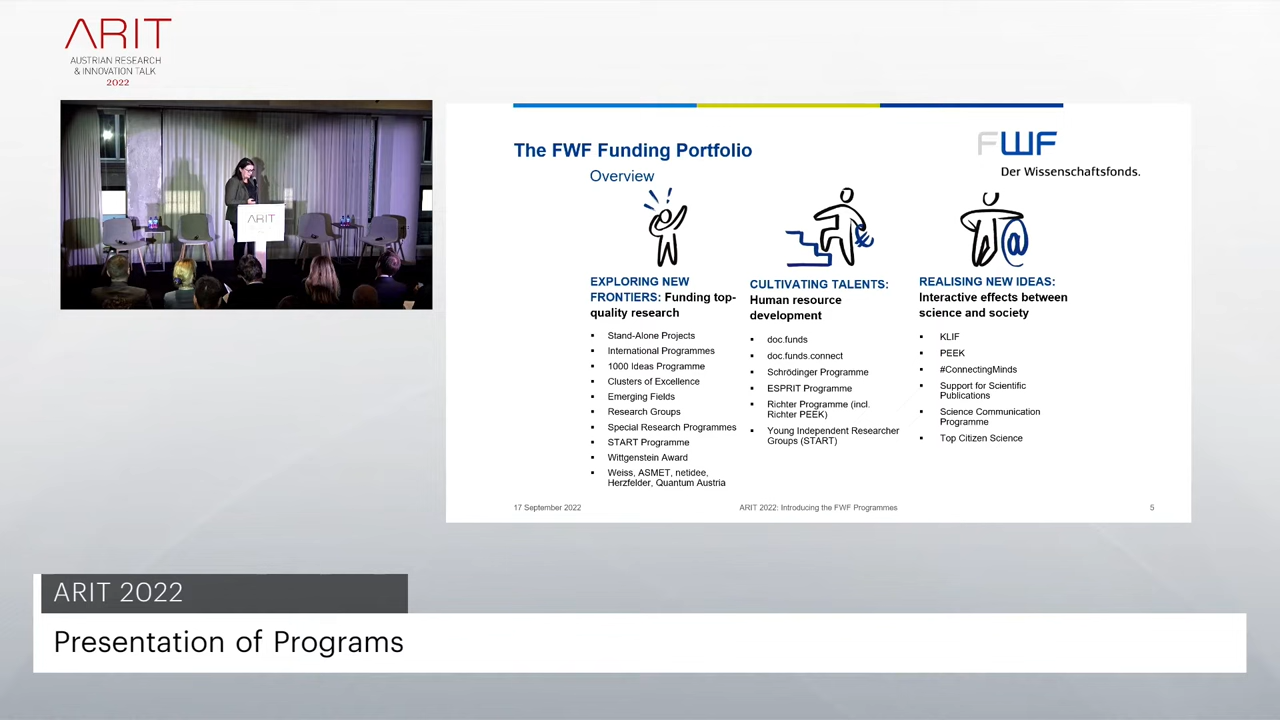 ARIT
AUSTRIAN RESEARCH
& INNOVATION TALK
2022
ARIT
The FWF Funding Portfolio
Overview
FWF
Der Wissenschaftsfonds.
EXPLORING NEW
FRONTIERS: Funding top-
quality research
▪ Stand-Alone Projects
▪ International Programmes
▪ 1000 Ideas Programme
▪ Clusters of Excellence
▪ Emerging Fields
▪ Research Groups
▪ Special Research Programmes
▪ START Programme
▪ Wittgenstein Award
▪ Weiss, ASMET, netidee,
Herzfelder, Quantum Austria
CULTIVATING TALENTS:
Human resource
development
▪ doc.funds
▪ doc.funds.connect
▪ Schrödinger Programme
▪ ESPRIT Programme
▪ Richter Programme (incl.
Richter PEEK)
▪ Young Independent Researcher
Groups (START)
@
REALISING NEW IDEAS:
Interactive effects between
science and society
▪ KLIF
▪ PEEK
▪ #ConnectingMinds
▪ Support for Scientific
Publications
▪ Science Communication
Programme
▪ Top Citizen Science
17 September 2022
ARIT 2022: Introducing the FWF Programmes
5
ARIT 2022
Presentation of Programs